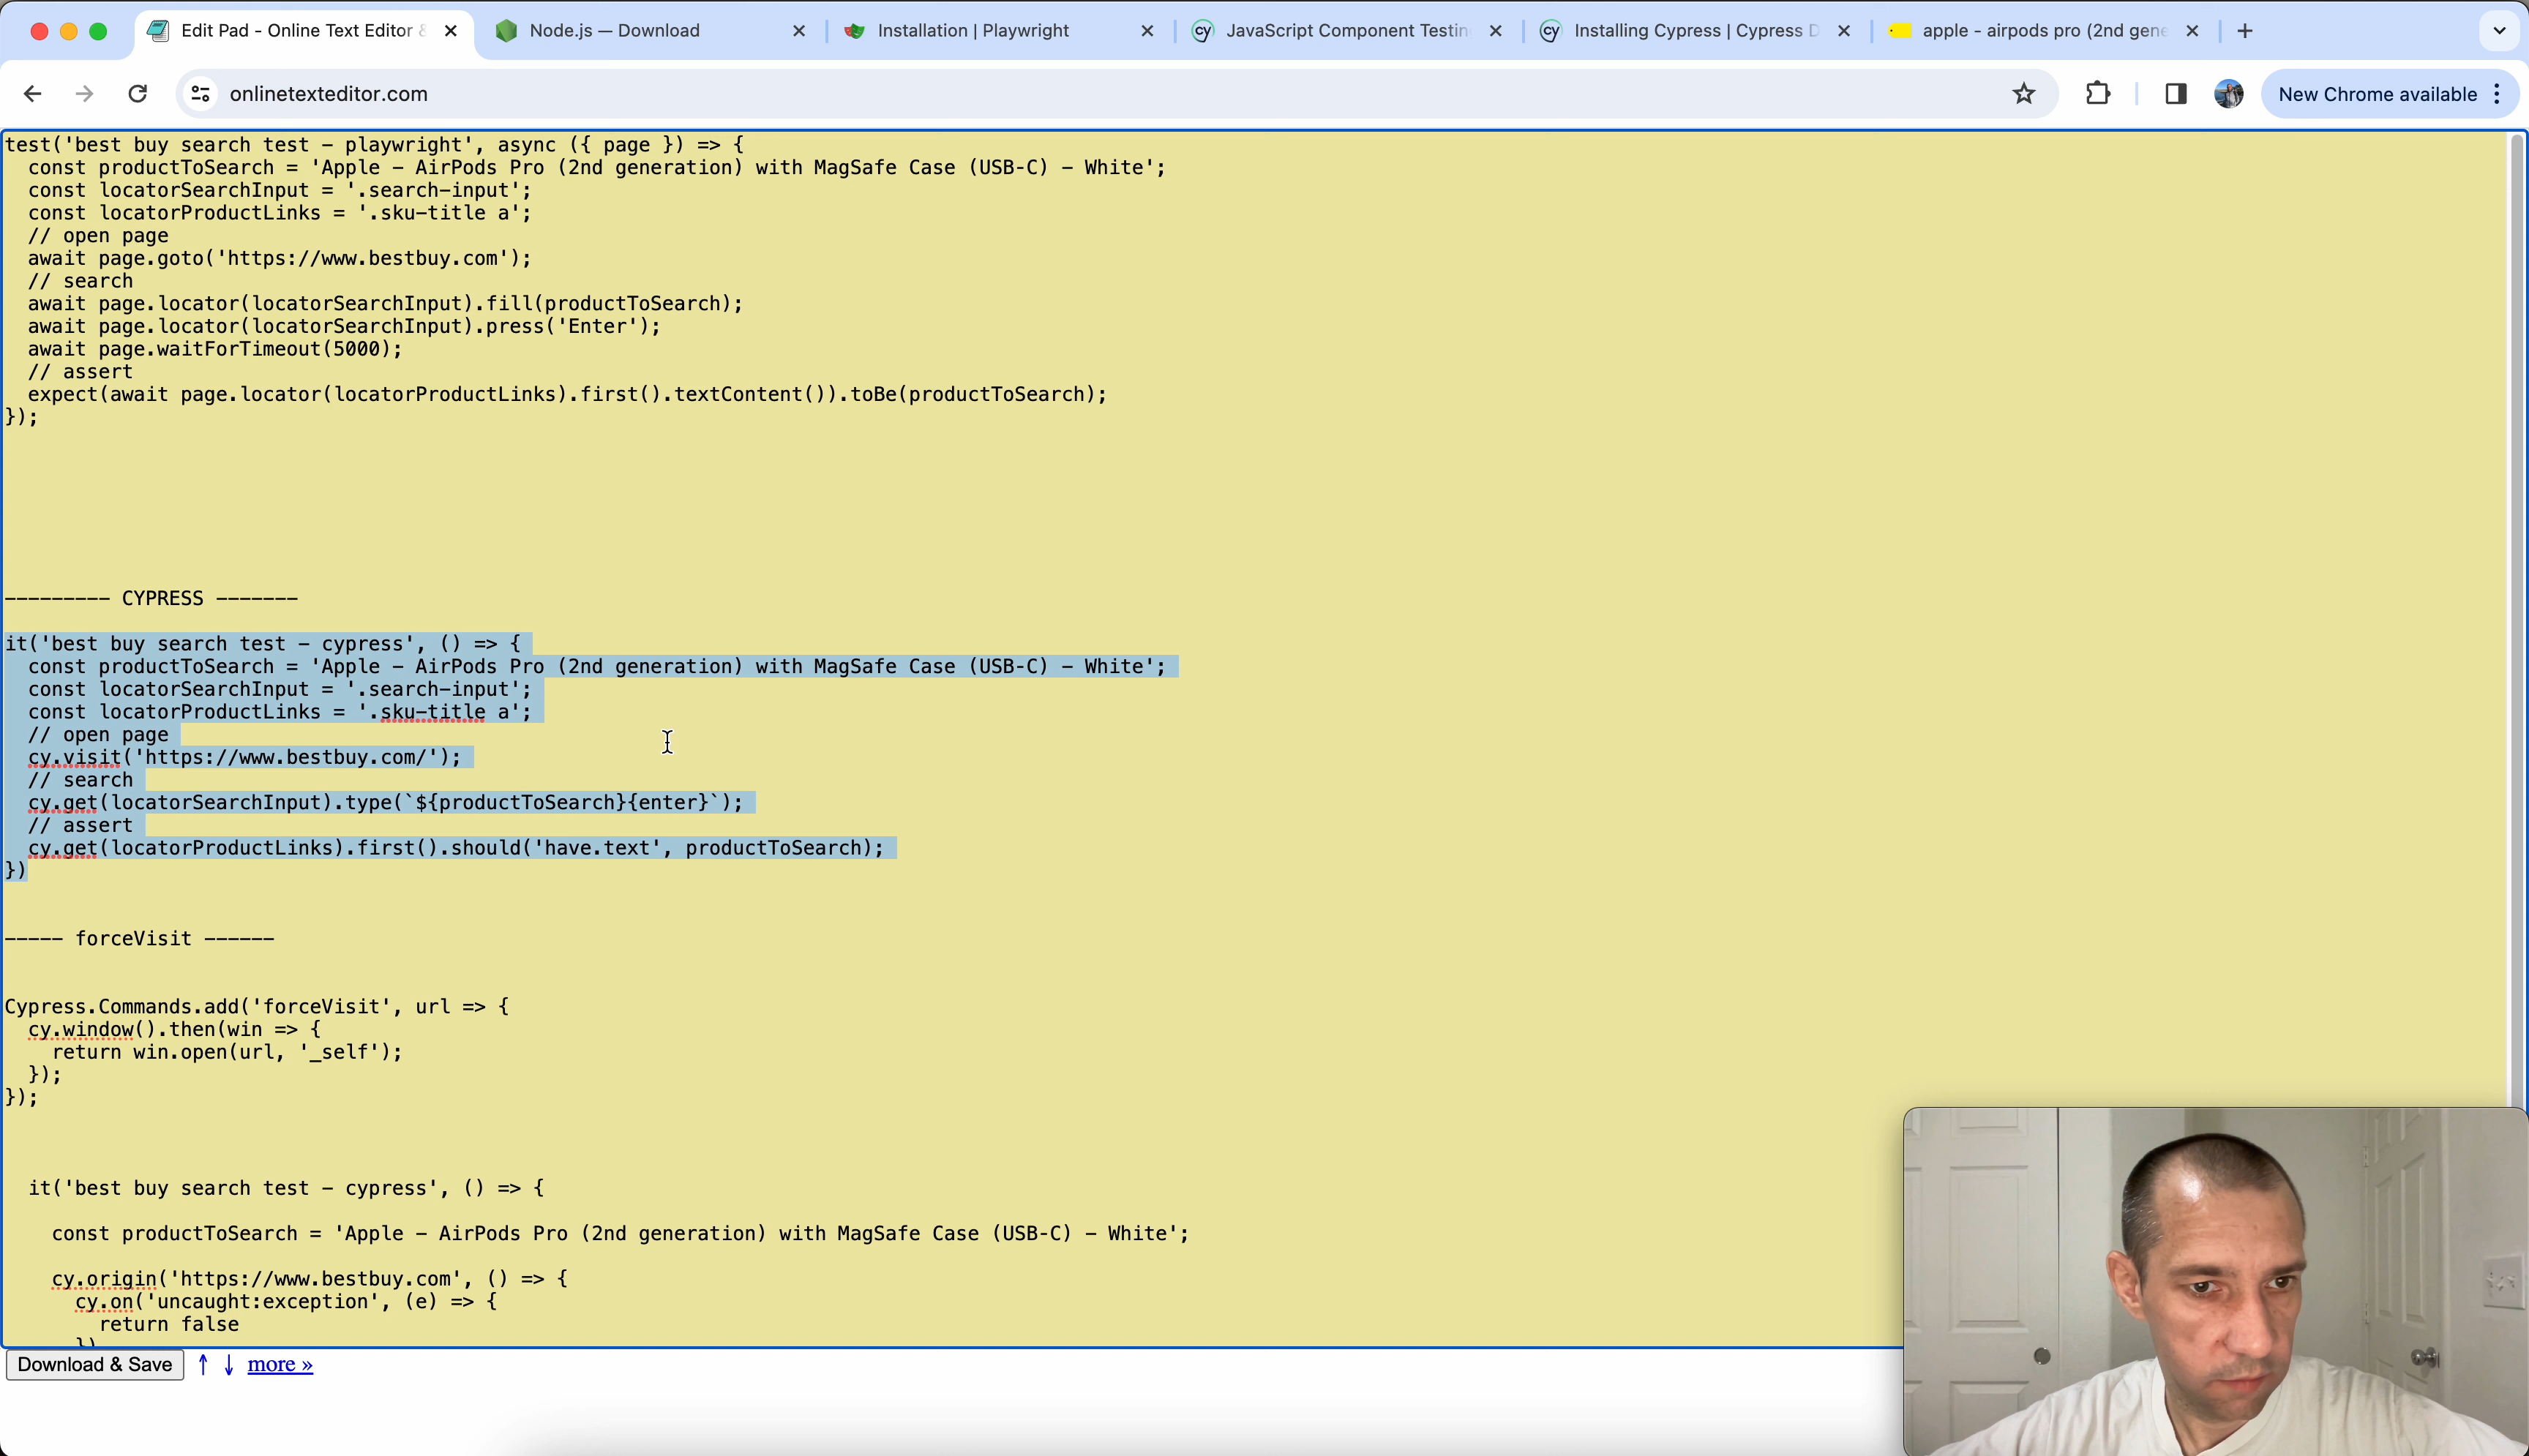 Edit Pad - Online Text Editor &
Node.js — Download
Installation | Playwright
JavaScript Component Testin
Installing Cypress | Cypress D
apple - airpods pro (2nd gene
onlinetexteditor.com
New Chrome available
test('best buy search test - playwright', async ({ page }) => {
  const productToSearch = 'Apple - AirPods Pro (2nd generation) with MagSafe Case (USB-C) - White';
  const locatorSearchInput = '.search-input';
  const locatorProductLinks = '.sku-title a';
  // open page
  await page.goto('https://www.bestbuy.com');
  // search
  await page.locator(locatorSearchInput).fill(productToSearch);
  await page.locator(locatorSearchInput).press('Enter');
  await page.waitForTimeout(5000);
  // assert
  expect(await page.locator(locatorProductLinks).first().textContent()).toBe(productToSearch);
});
--------- CYPRESS -------
it('best buy search test - cypress', () => {
  const productToSearch = 'Apple - AirPods Pro (2nd generation) with MagSafe Case (USB-C) - White';
  const locatorSearchInput = '.search-input';
  const locatorProductLinks = '.sku-title a';
  // open page
  cy.visit('https://www.bestbuy.com/');
  // search
  cy.get(locatorSearchInput).type(`${productToSearch}{enter}`);
  // assert
  cy.get(locatorProductLinks).first().should('have.text', productToSearch);
})
----- forceVisit ------
Cypress.Commands.add('forceVisit', url => {
  cy.window().then(win => {
    return win.open(url, '_self');
  });
});
  it('best buy search test - cypress', () => {
    const productToSearch = 'Apple - AirPods Pro (2nd generation) with MagSafe Case (USB-C) - White';
    cy.origin('https://www.bestbuy.com', () => {
      cy.on('uncaught:exception', (e) => {
        return false
      })
Download & Save ↑ ↓ more »